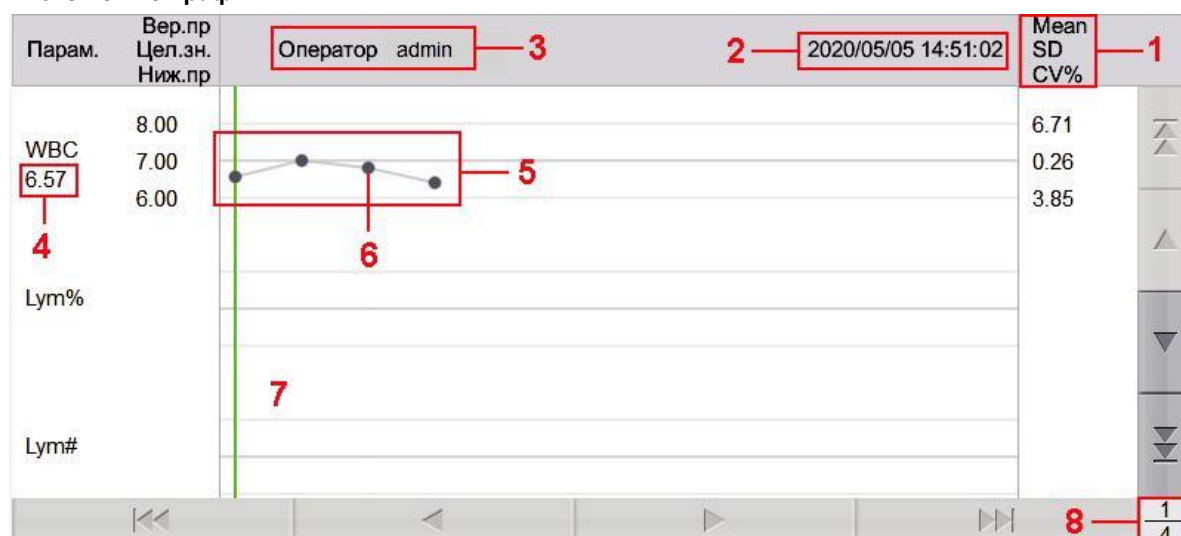 Парам.
Вер.пр
Цел.зн.
Ниж.пр
Оператор admin
3
2
2020/05/05 14:51:02
Mean
SD
CV%
1
WBC
6.57
8.00
7.00
6.00
5
6.71
0.26
3.85
4
6
Lym%
7
Lym#
8
1
4